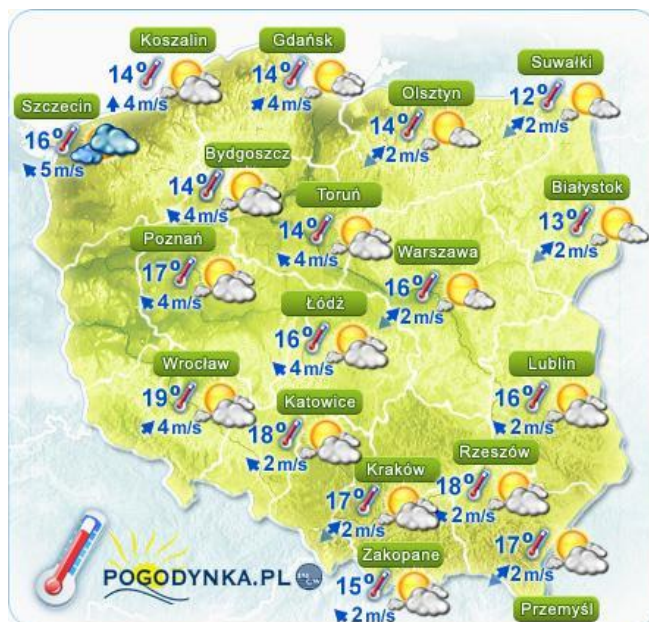 Koszalin
14°
4 m/s
Gdańsk
14°
4 m/s
Suwałki
12°
2 m/s
Szczecin
16°
5 m/s
Olsztyn
14°
2 m/s
Bydgoszcz
14°
4 m/s
Toruń
14°
4 m/s
Białystok
13°
2 m/s
Poznań
17°
4 m/s
Warszawa
16°
2 m/s
Łódź
16°
4 m/s
Wrocław
19°
4 m/s
Katowice
18°
2 m/s
Lublin
16°
2 m/s
Kraków
17°
2 m/s
Rzeszów
18°
2 m/s
Zakopane
15°
2 m/s
17°
2 m/s
Przemyśl
POGODYNKA.PL